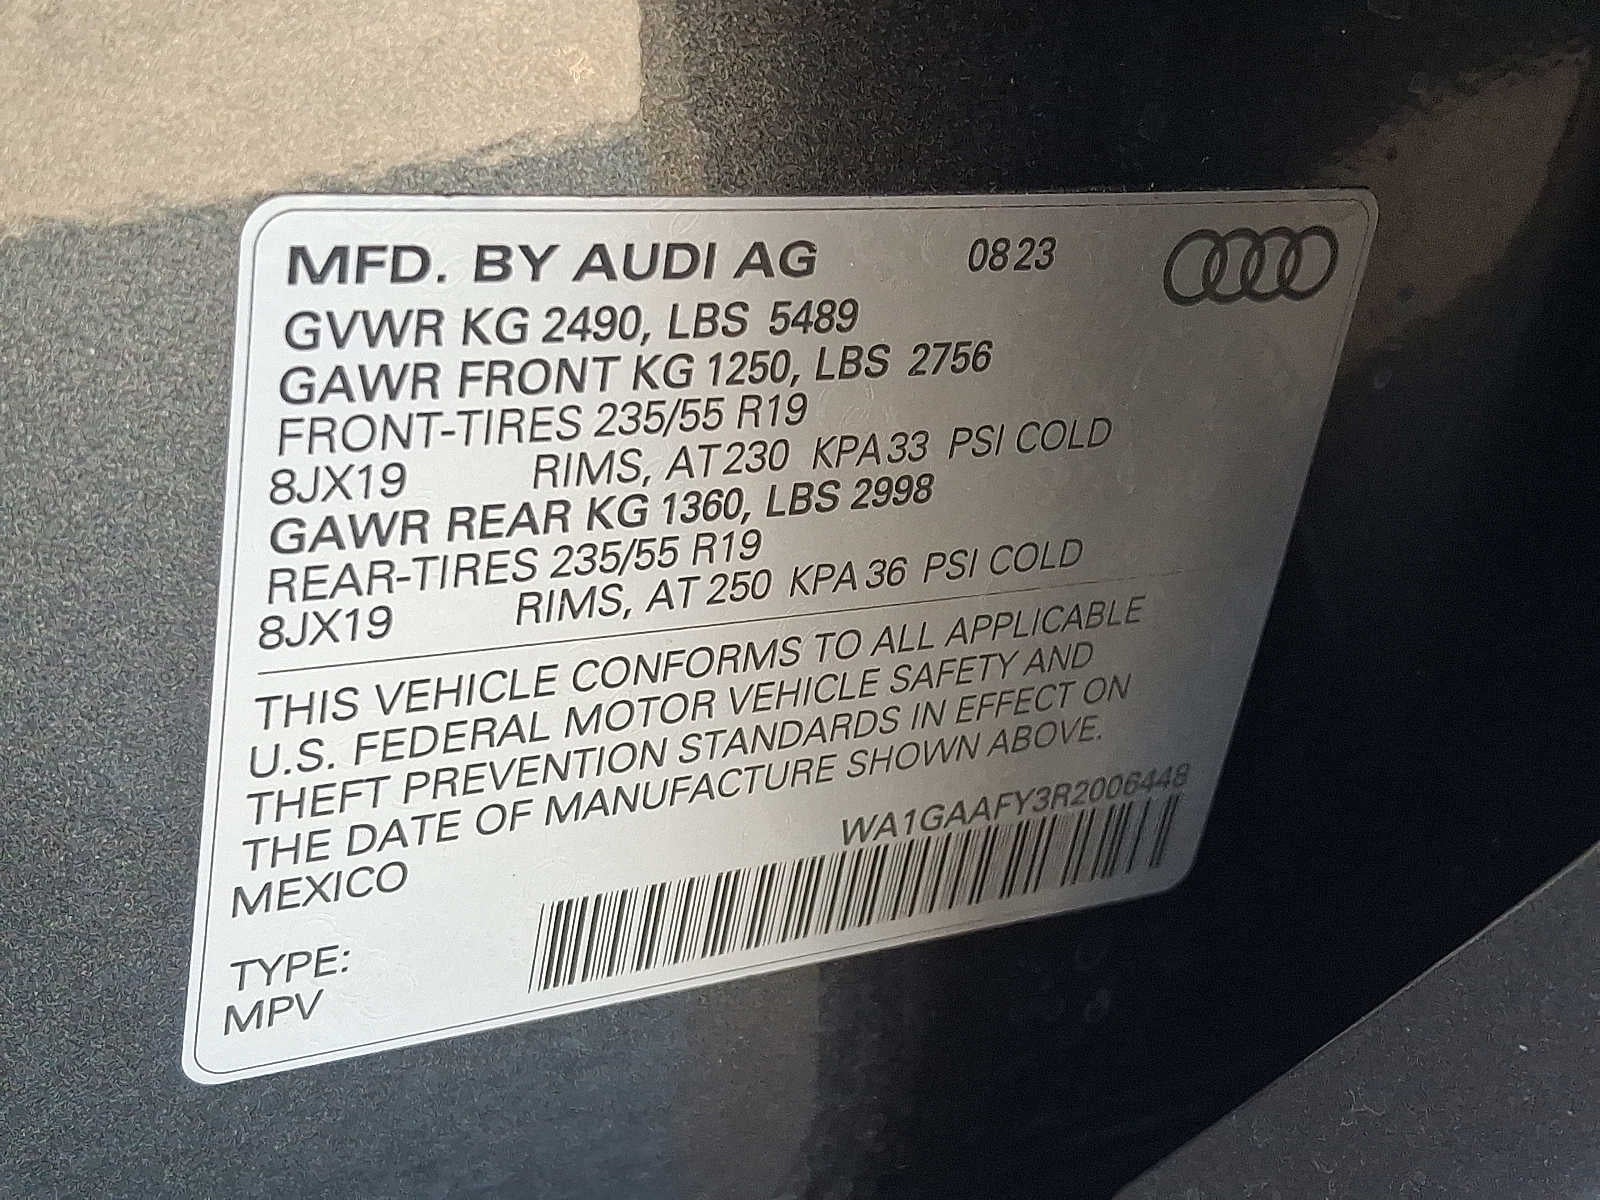 MFD. BY AUDI AG 0823
GVWR KG 2490, LBS 5489
GAWR FRONT KG 1250, LBS 2756
FRONT-TIRES 235/55 R19
8JX19 RIMS, AT 230 KPA 33 PSI COLD
GAWR REAR KG 1360, LBS 2998
REAR-TIRES 235/55 R19
8JX19 RIMS, AT 250 KPA 36 PSI COLD
THIS VEHICLE CONFORMS TO ALL APPLICABLE
U.S. FEDERAL MOTOR VEHICLE SAFETY AND
THEFT PREVENTION STANDARDS IN EFFECT ON
THE DATE OF MANUFACTURE SHOWN ABOVE.
MEXICO
WA1GAAFY3R2006448
TYPE:
MPV